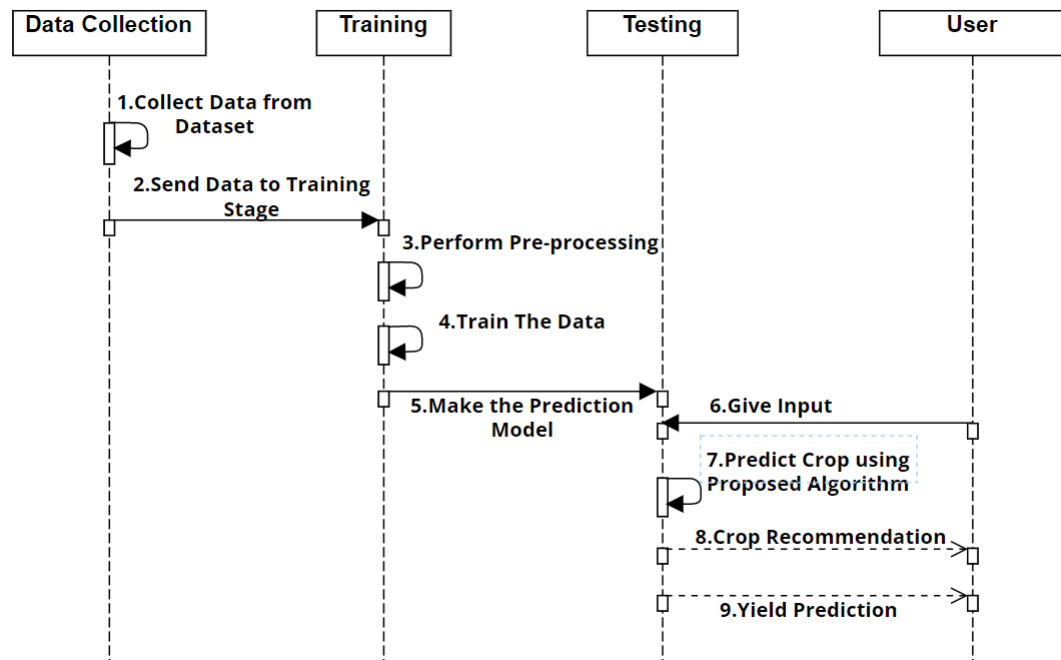 Data Collection
Training
Testing
User
1.Collect Data from
Dataset
2.Send Data to Training
Stage
3.Perform Pre-processing
4.Train The Data
5.Make the Prediction
Model
6.Give Input
7.Predict Crop using
Proposed Algorithm
8.Crop Recommendation
9.Yield Prediction